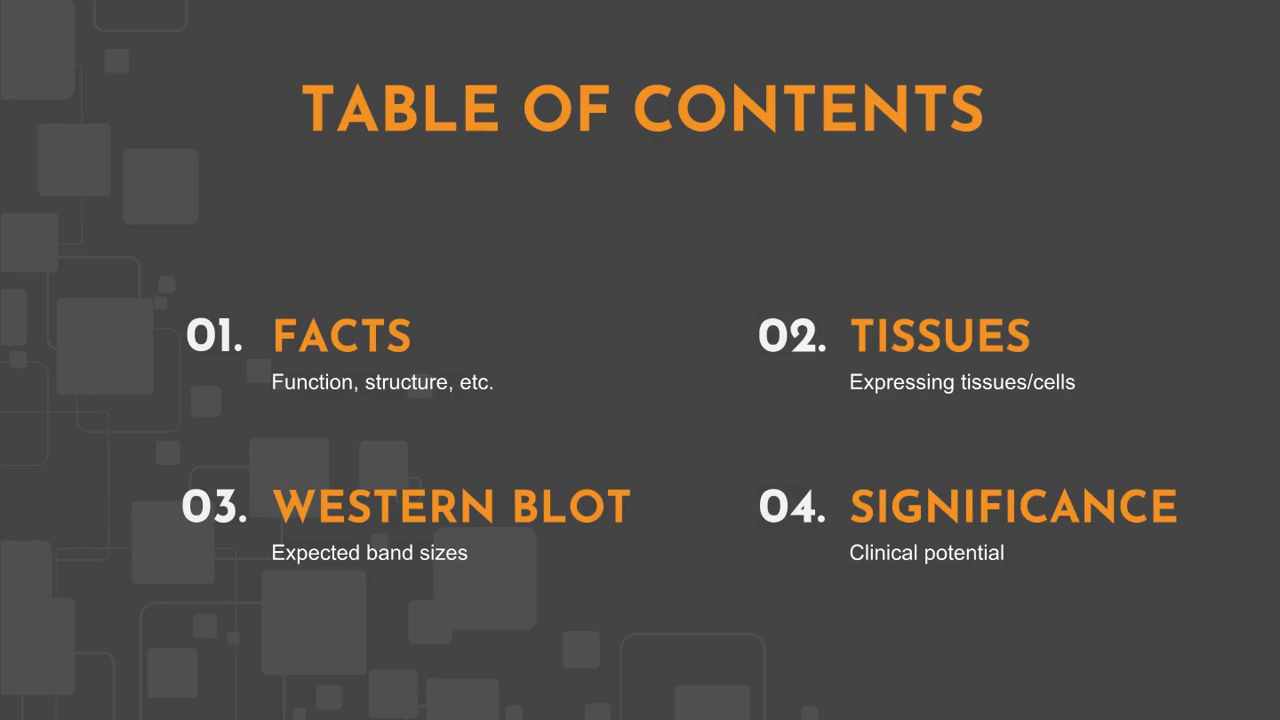 TABLE OF CONTENTS
01. FACTS
Function, structure, etc.
02. TISSUES
Expressing tissues/cells
03. WESTERN BLOT
Expected band sizes
04. SIGNIFICANCE
Clinical potential